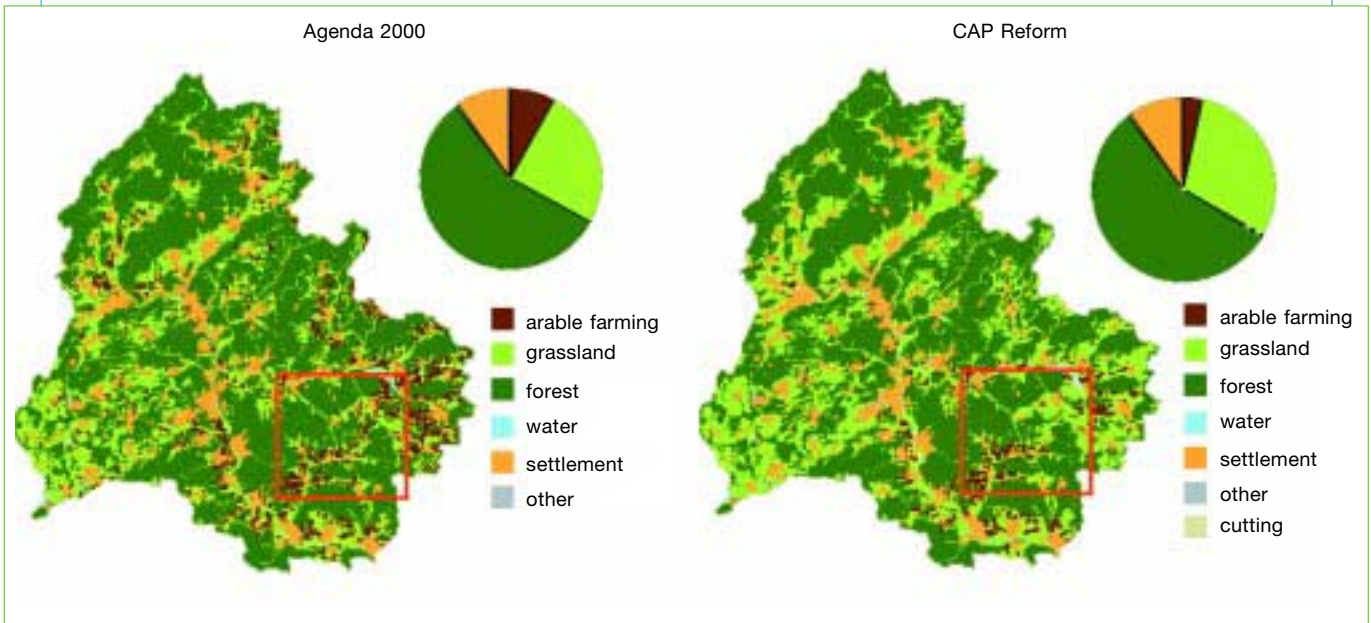 Agenda 2000
arable farming
grassland
forest
water
settlement
other
CAP Reform
arable farming
grassland
forest
water
settlement
other
cutting